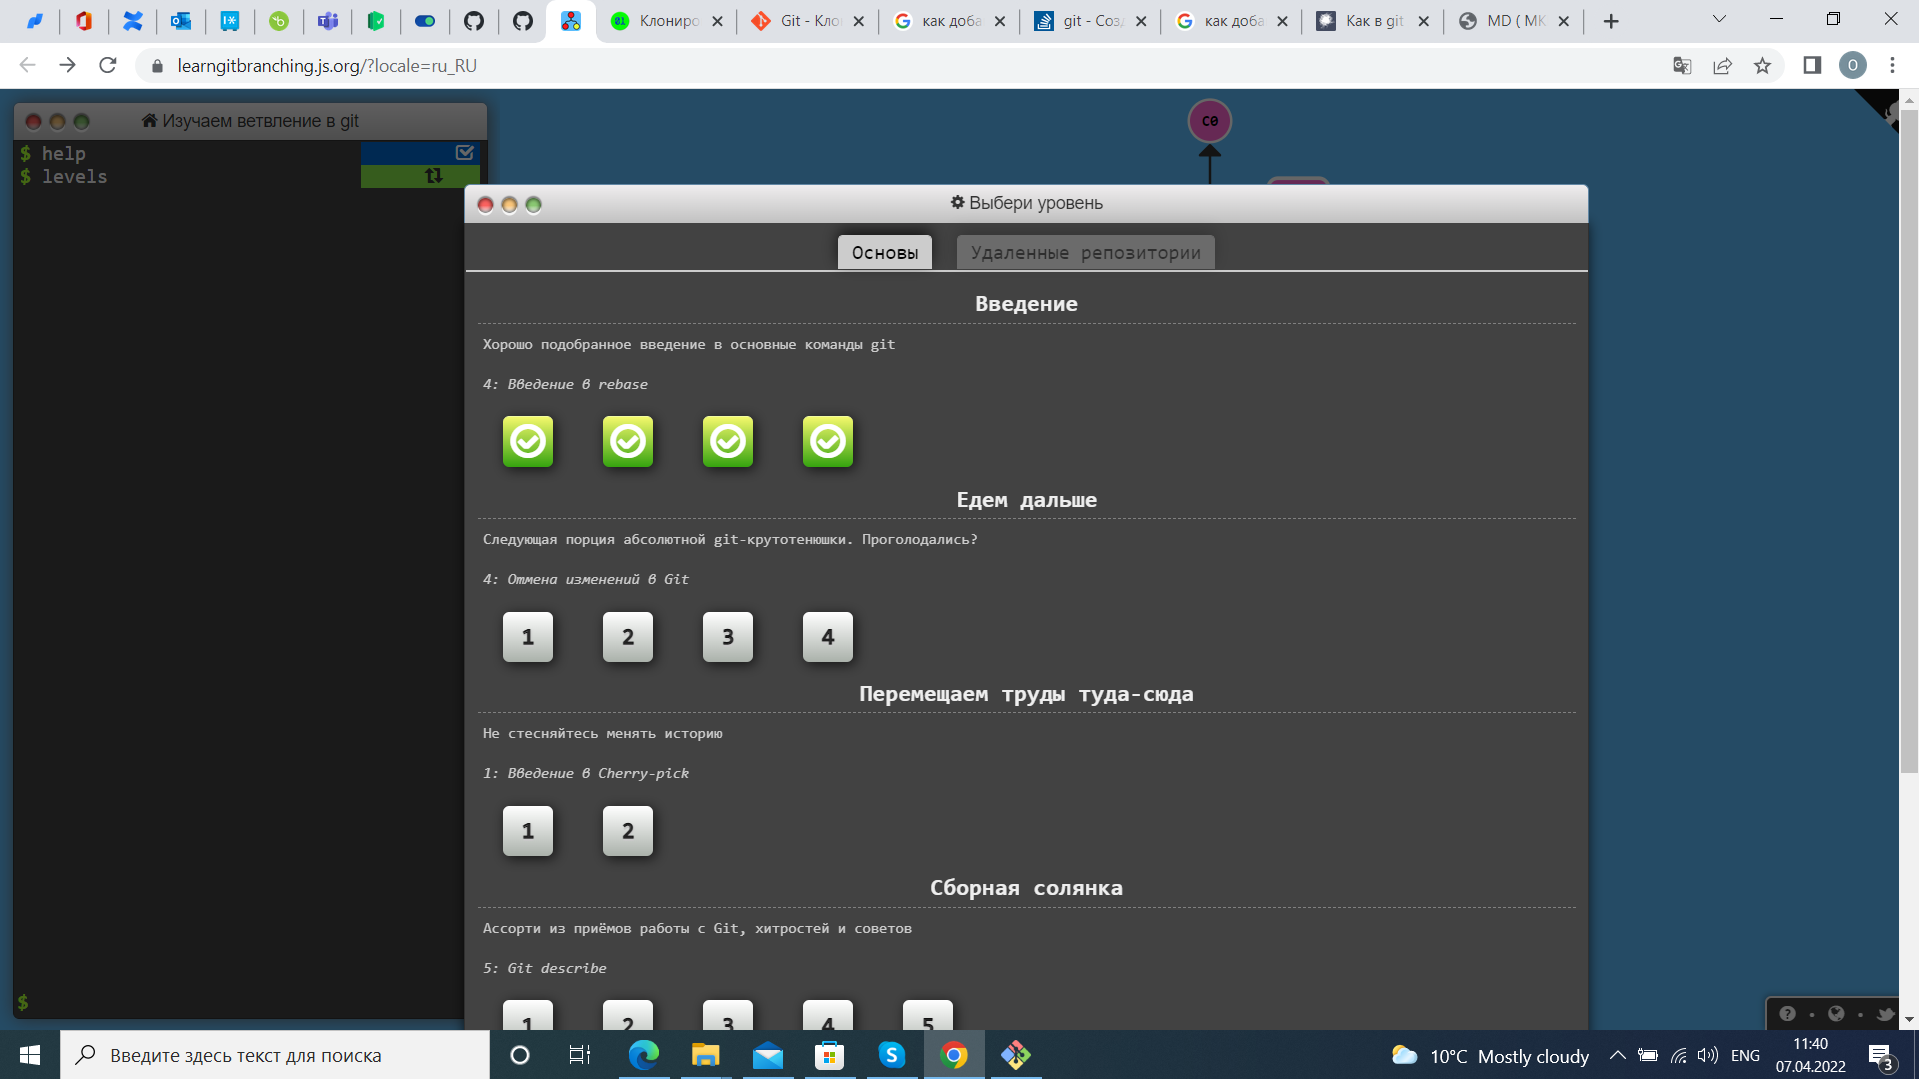 Клониро
Git - Кло
как доба
git - Созд
как доба
Как в git
MD ( MK
learngitbranching.js.org/?locale=ru_RU
O
Изучаем ветвление в git
$ help
$ levels
C0
Выбери уровень
Основы
Удаленные репозитории
Введение
Хорошо подобранное введение в основные команды git
4: Введение в rebase
Едем дальше
Следующая порция абсолютной git-крутотенюшки. Проголодались?
4: Отмена изменений в Git
1 2 3 4
Перемещаем труды туда-сюда
Не стесняйтесь менять историю
1: Введение в Cherry-pick
1 2
Сборная солянка
Ассорти из приёмов работы с Git, хитростей и советов
5: Git describe
1 2 3 4 5
$
Введите здесь текст для поиска
10°C Mostly cloudy
ENG
11:40
07.04.2022
3